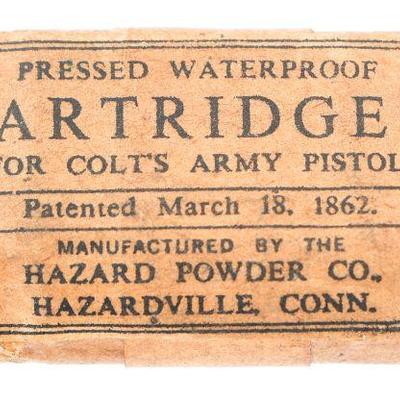 PRESSED WATERPROOF
ARTRIDGE
FOR COLT'S ARMY PISTOL
Patented March 18, 1862.
MANUFACTURED BY THE
HAZARD POWDER CO.,
HAZARDVILLE, CONN.